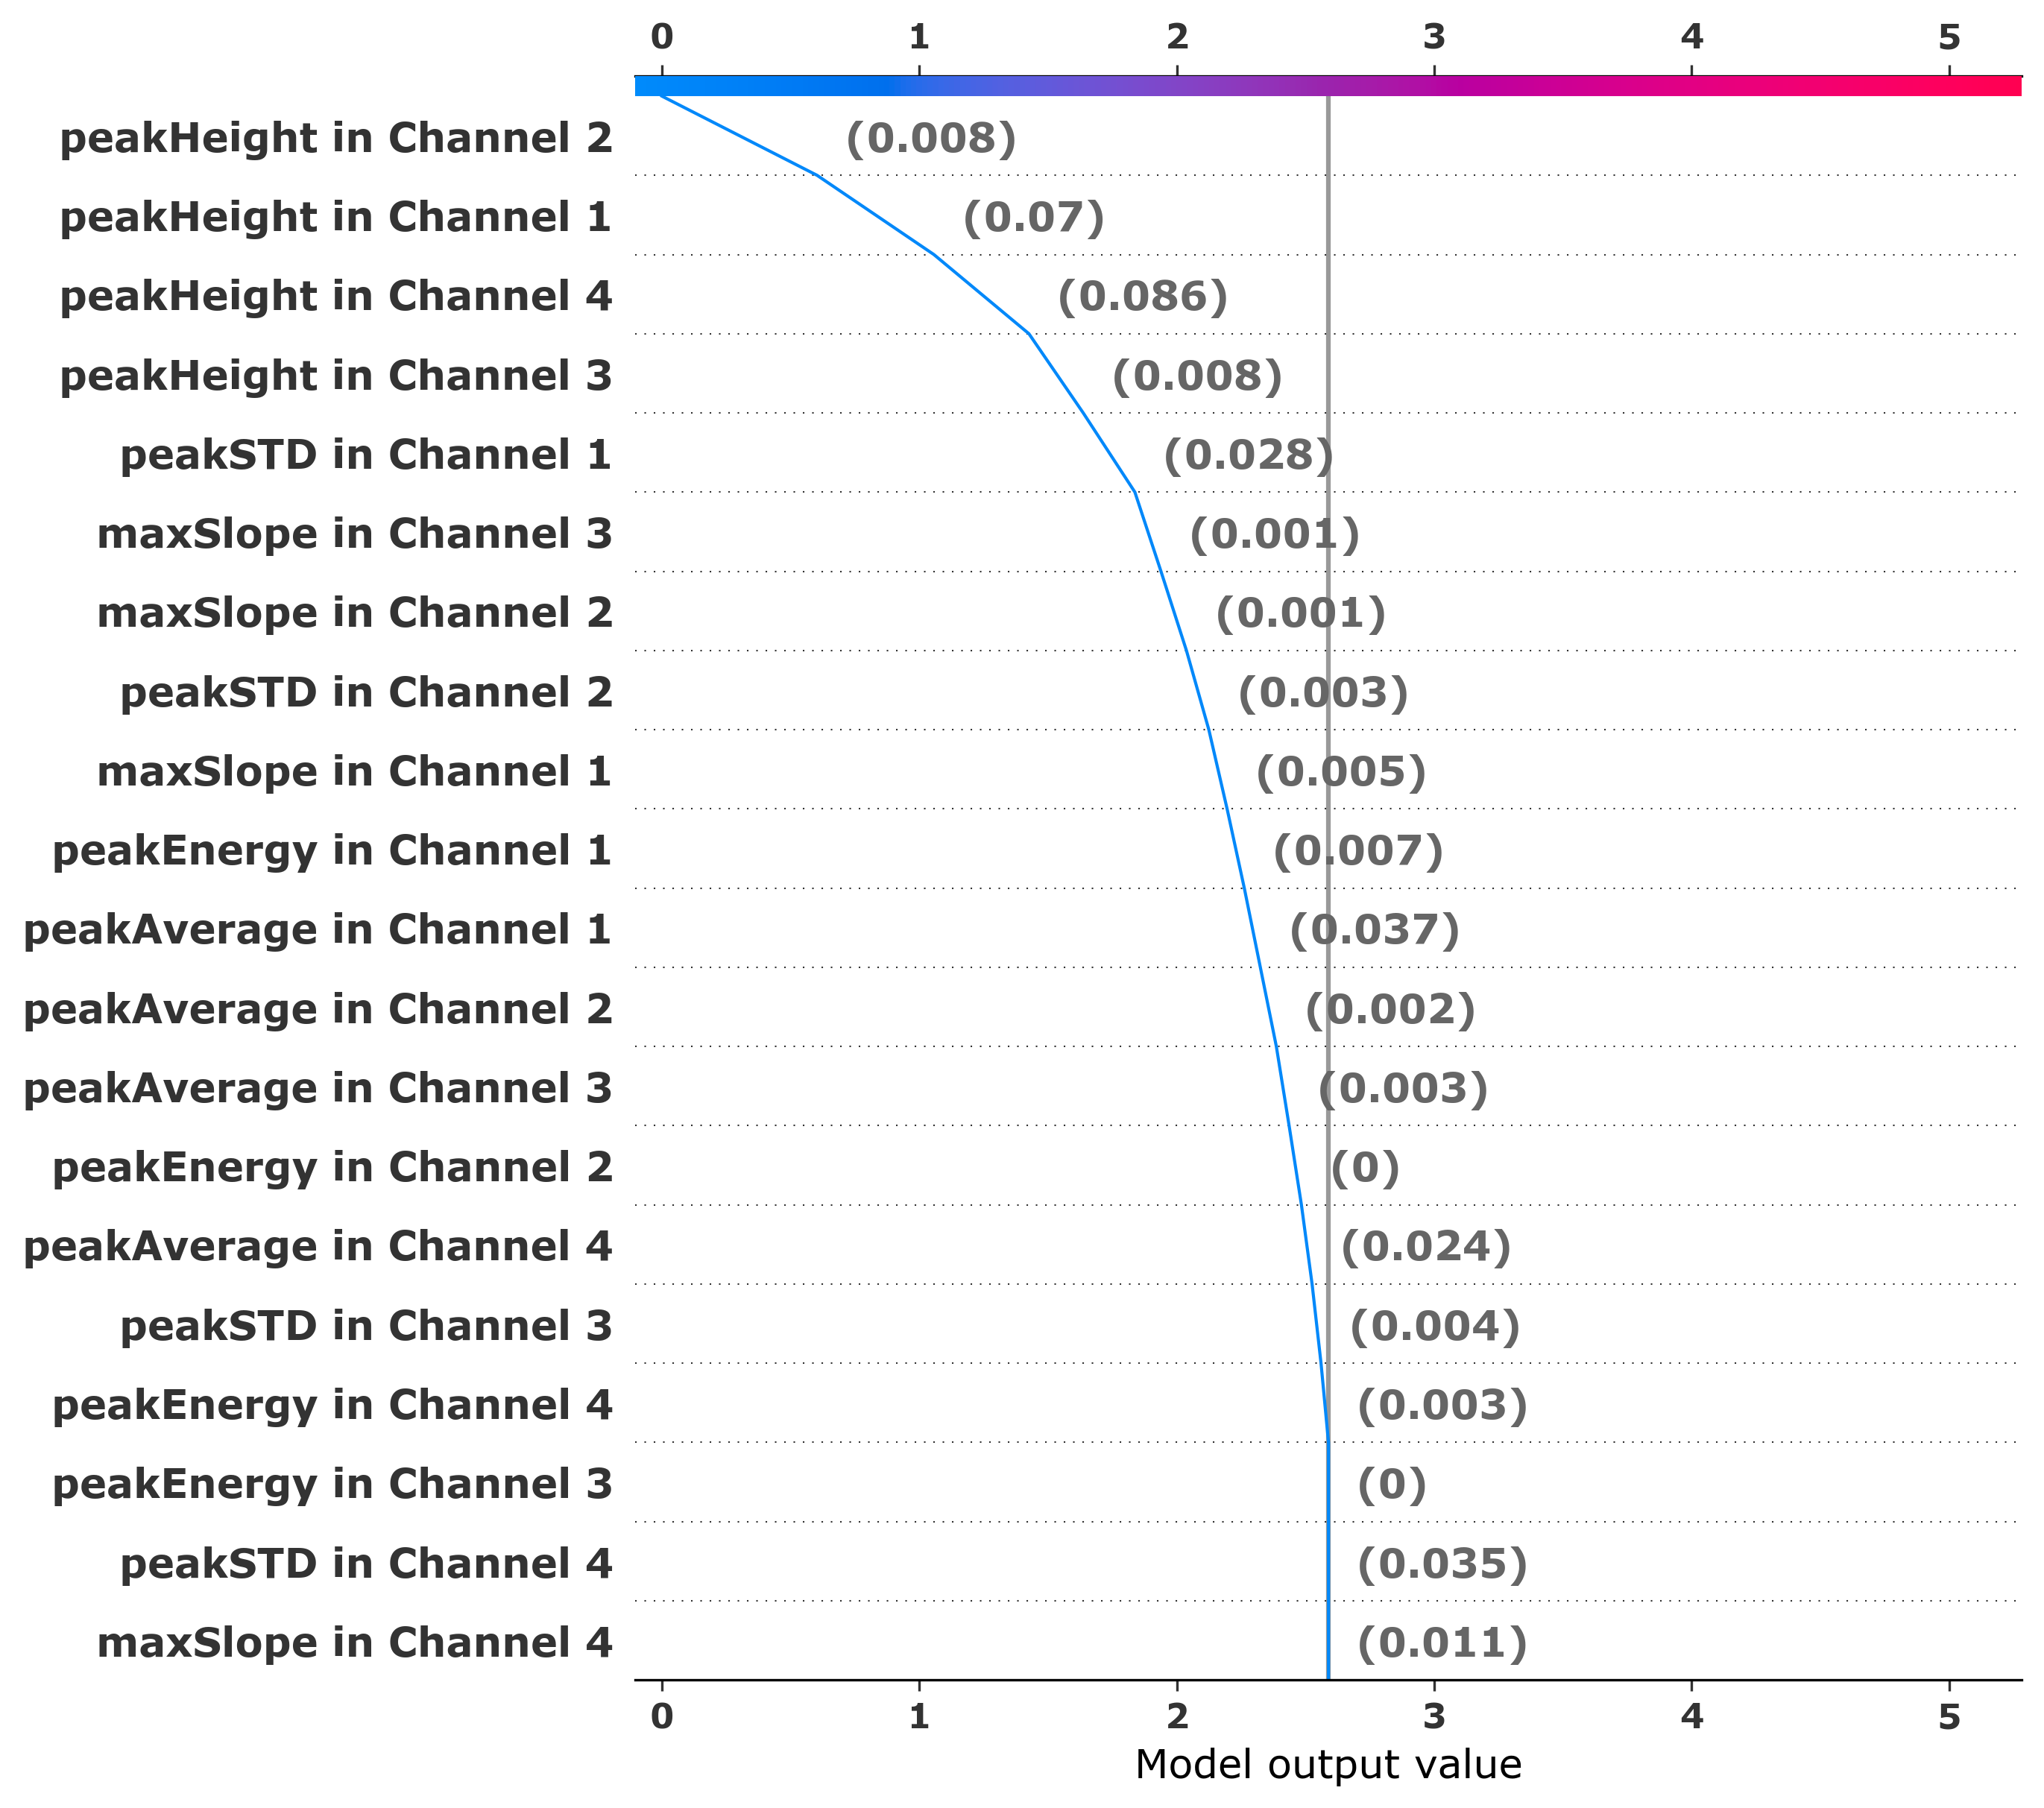 0 1 2 3 4 5
peakHeight in Channel 2 (0.008)
peakHeight in Channel 1 (0.07)
peakHeight in Channel 4 (0.086)
peakHeight in Channel 3 (0.008)
peakSTD in Channel 1 (0.028)
maxSlope in Channel 3 (0.001)
maxSlope in Channel 2 (0.001)
peakSTD in Channel 2 (0.003)
maxSlope in Channel 1 (0.005)
peakEnergy in Channel 1 (0.007)
peakAverage in Channel 1 (0.037)
peakAverage in Channel 2 (0.002)
peakAverage in Channel 3 (0.003)
peakEnergy in Channel 2 (0)
peakAverage in Channel 4 (0.024)
peakSTD in Channel 3 (0.004)
peakEnergy in Channel 4 (0.003)
peakEnergy in Channel 3 (0)
peakSTD in Channel 4 (0.035)
maxSlope in Channel 4 (0.011)
0 1 2 3 4 5
Model output value